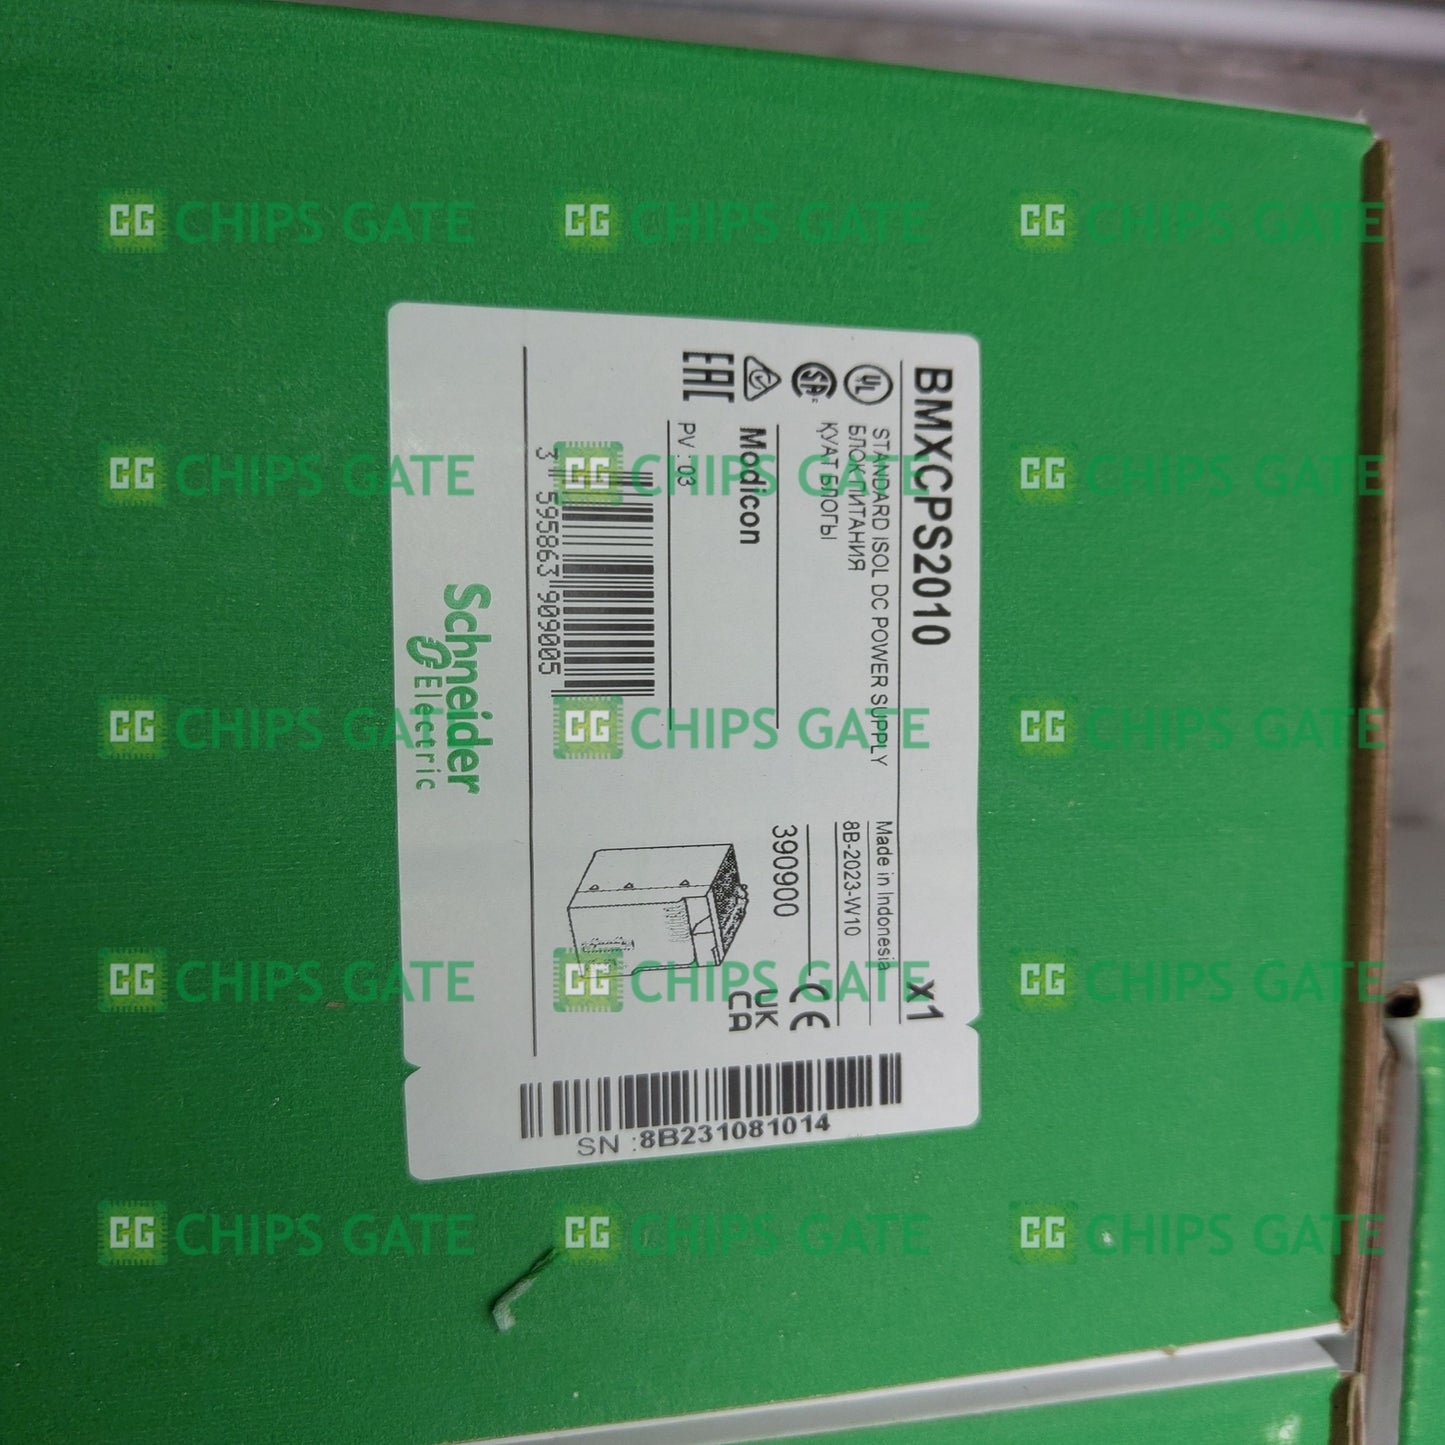 BMXCPS2010
x1
STANDARD ISOL DC POWER SUPPLY
БЛОК ПИТАНИЯ
ҚУАТ БЛОГЫ
Made in Indonesia
8B-2023-W10
390900
Modicon
PV : 03
UL
SA
EAC
CE
UK
CA
3 595863 909005
Schneider
Electric
SN :8B231081014
CG CHIPS GATE CG CHIPS GATE CG CHIPS GATE
CG CHIPS GATE CG CHIPS GATE CG CHIPS GATE
CG CHIPS GATE CG CHIPS GATE CG CHIPS GATE
CG CHIPS GATE CG CHIPS GATE CG CHIPS GATE
CG CHIPS GATE CG CHIPS GATE CG CHIPS GATE